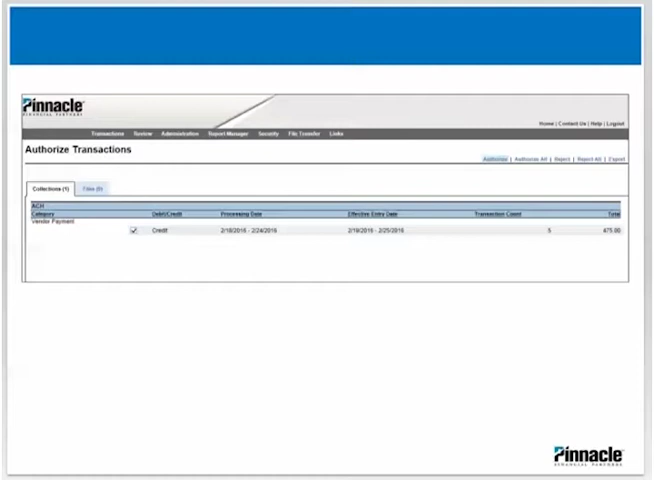 Pinnacle
FINANCIAL PARTNERS
Home | Contact Us | Help | Logout
Transactions Review Administration Report Manager Security File Transfer Links
Authorize Transactions
Authorize | Authorize All | Reject | Reject All | Export
Collections (1) Files (0)
ACH
Category Debit/Credit Processing Date Effective Entry Date Transaction Count Total
Vendor Payment
Credit 2/18/2016 - 2/24/2016 2/19/2016 - 2/25/2016 5 475.00
Pinnacle
FINANCIAL PARTNERS